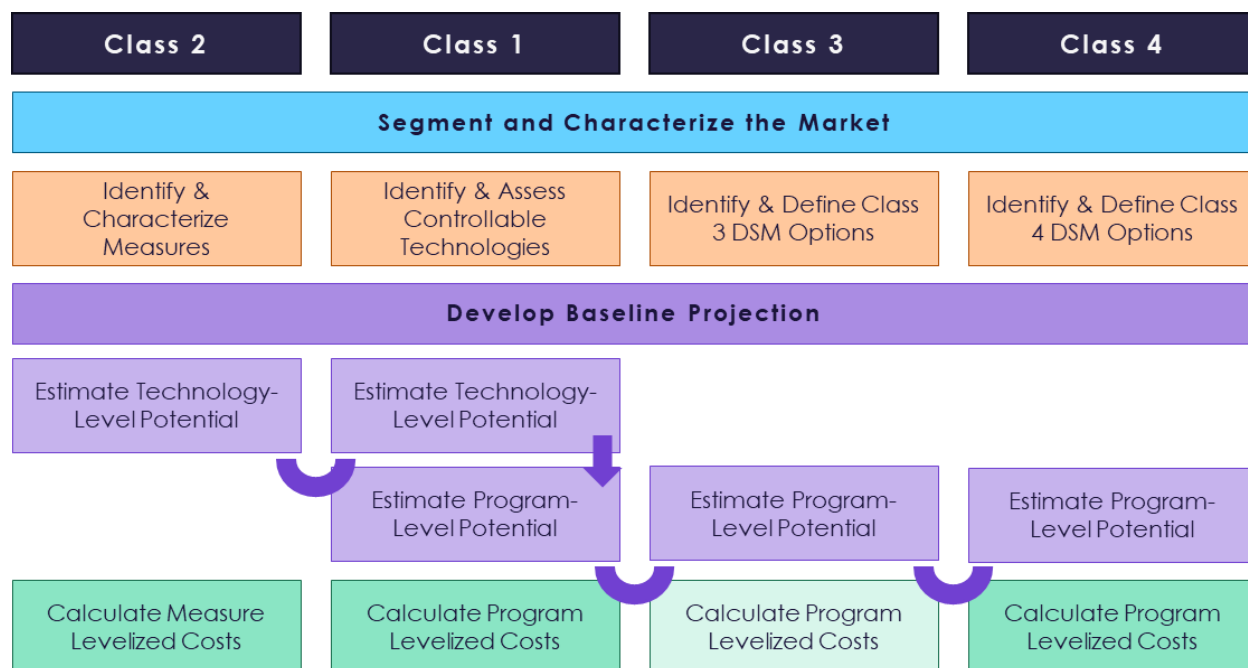 Class 2
Class 1
Class 3
Class 4
Segment and Characterize the Market
Identify &
Characterize
Measures
Identify & Assess
Controllable
Technologies
Identify & Define Class
3 DSM Options
Identify & Define Class
4 DSM Options
Develop Baseline Projection
Estimate Technology-
Level Potential
Estimate Technology-
Level Potential
Estimate Program-
Level Potential
Estimate Program-
Level Potential
Estimate Program-
Level Potential
Calculate Measure
Levelized Costs
Calculate Program
Levelized Costs
Calculate Program
Levelized Costs
Calculate Program
Levelized Costs